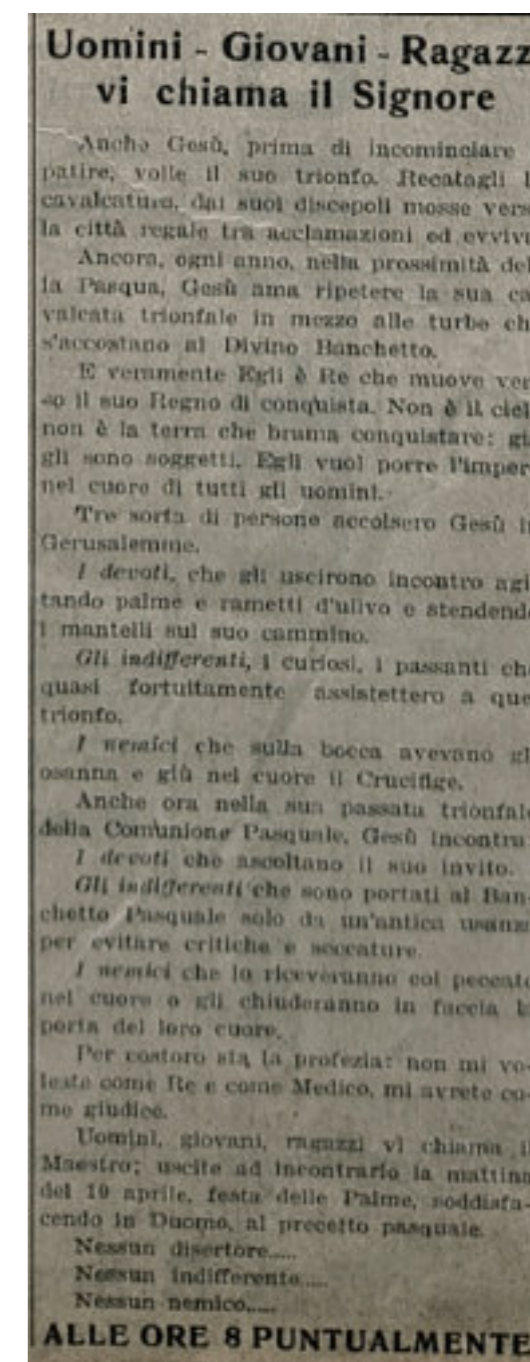 Uomini - Giovani - Ragazz
vi chiama il Signore
Anche Gesù, prima di incominciare
patire, volle il suo trionfo. Recatagli l
cavalcatura, dai suoi discepoli mosse vers
la città regale tra acclamazioni ed evviva
Ancora, ogni anno, nella prossimità del
la Pasqua, Gesù ama ripetere la sua ca
valcata trionfale in mezzo alle turbe ch
s'accostano al Divino Banchetto.
E veramente Egli è Re che muove ver
so il suo Regno di conquista. Non è il ciel
non è la terra che brama conquistare: gi
gli sono soggetti. Egli vuol porre l'imper
nel cuore di tutti gli uomini.
Tre sorta di persone accolsero Gesù i
Gerusalemme.
I devoti, che gli uscirono incontro agi
tando palme e rametti d'ulivo e stendendo
i mantelli sul suo cammino.
Gli indifferenti, i curiosi, i passanti che
quasi fortuitamente assistettero a que
trionfo.
I nemici che sulla bocca avevano gl
osanna e giù nel cuore il Crucifige.
Anche ora nella sua passata trionfale
della Comunione Pasquale, Gesù incontra
I devoti che ascoltano il suo invito.
Gli indifferenti che sono portati al Ban-
chetto Pasquale solo da un'antica usanza
per evitare critiche e seccature.
I nemici che lo riceveranno col peccato
nel cuore o gli chiuderanno in faccia la
porta del loro cuore.
Per costoro sta la profezia: non mi vo-
leste come Re e come Medico, mi avrete co-
me giudice.
Uomini, giovani, ragazzi vi chiama il
Maestro; uscite ad incontrarlo la mattina
del 10 aprile, festa delle Palme, soddisfa-
cendo in Duomo, al precetto pasquale.
Nessun disertore.....
Nessun indifferente.....
Nessun nemico.....
ALLE ORE 8 PUNTUALMENTE